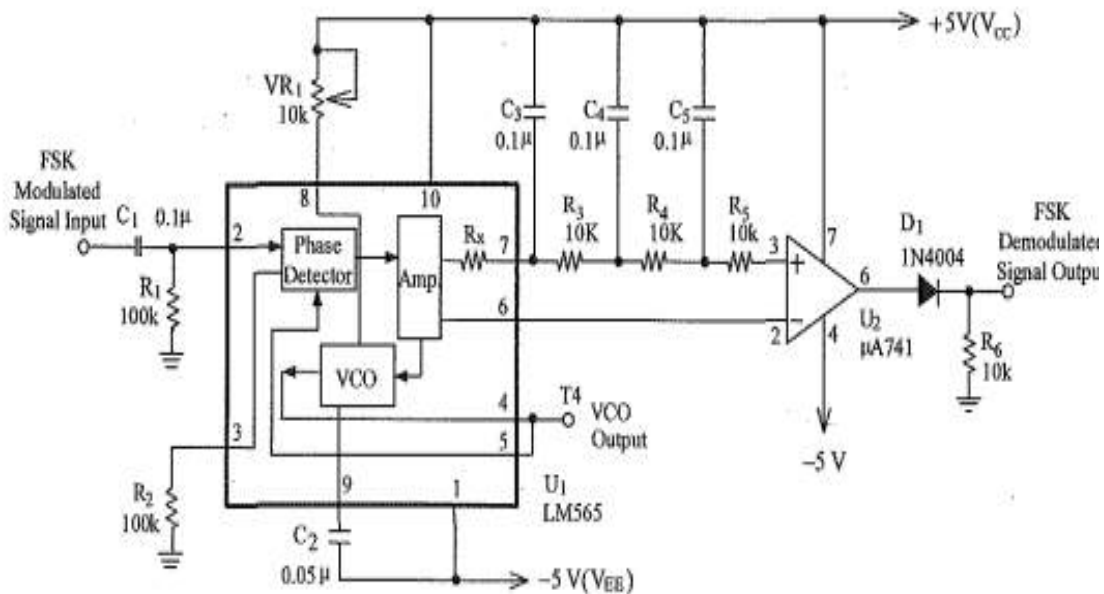 +5V(V_CC)
VR₁
10k
C₃
0.1μ
C₄
0.1μ
C₅
0.1μ
FSK
Modulated
Signal Input
C₁ 0.1μ
R₁
100k
2
8
10
Phase
Detector
Amp.
Rx
7
R₃
10K
R₄
10K
R₅
10k
3
+
7
6
2
−
4
U₂
μA741
D₁
1N4004
FSK
Demodulated
Signal Output
R₆
10k
−5 V
6
VCO
4
T4
VCO
Output
5
3
R₂
100k
9
1
U₁
LM565
C₂
0.05μ
−5 V(V_EE)